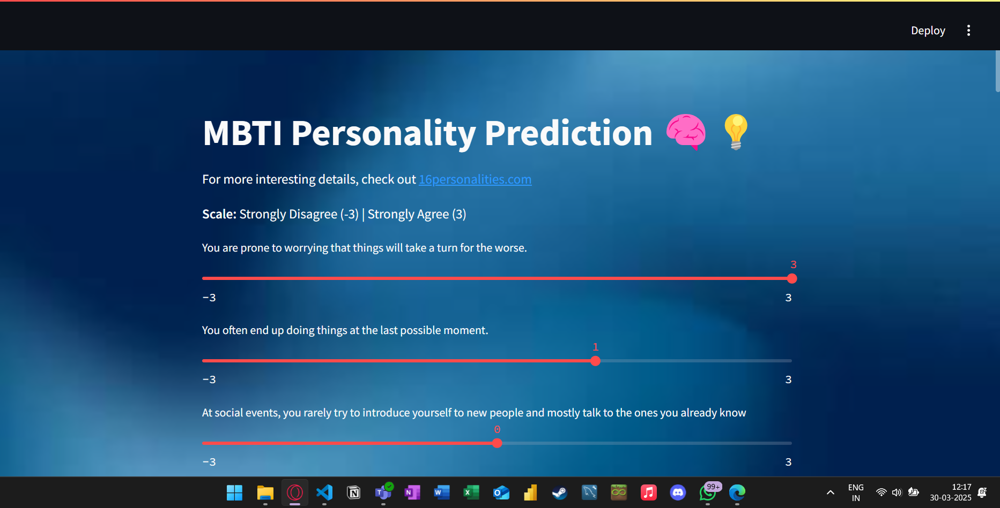 Deploy
MBTI Personality Prediction
For more interesting details, check out 16personalities.com
Scale: Strongly Disagree (-3) | Strongly Agree (3)
You are prone to worrying that things will take a turn for the worse.
3
−3 3
You often end up doing things at the last possible moment.
1
−3 3
At social events, you rarely try to introduce yourself to new people and mostly talk to the ones you already know
0
−3 3
99+
ENG
IN
12:17
30-03-2025